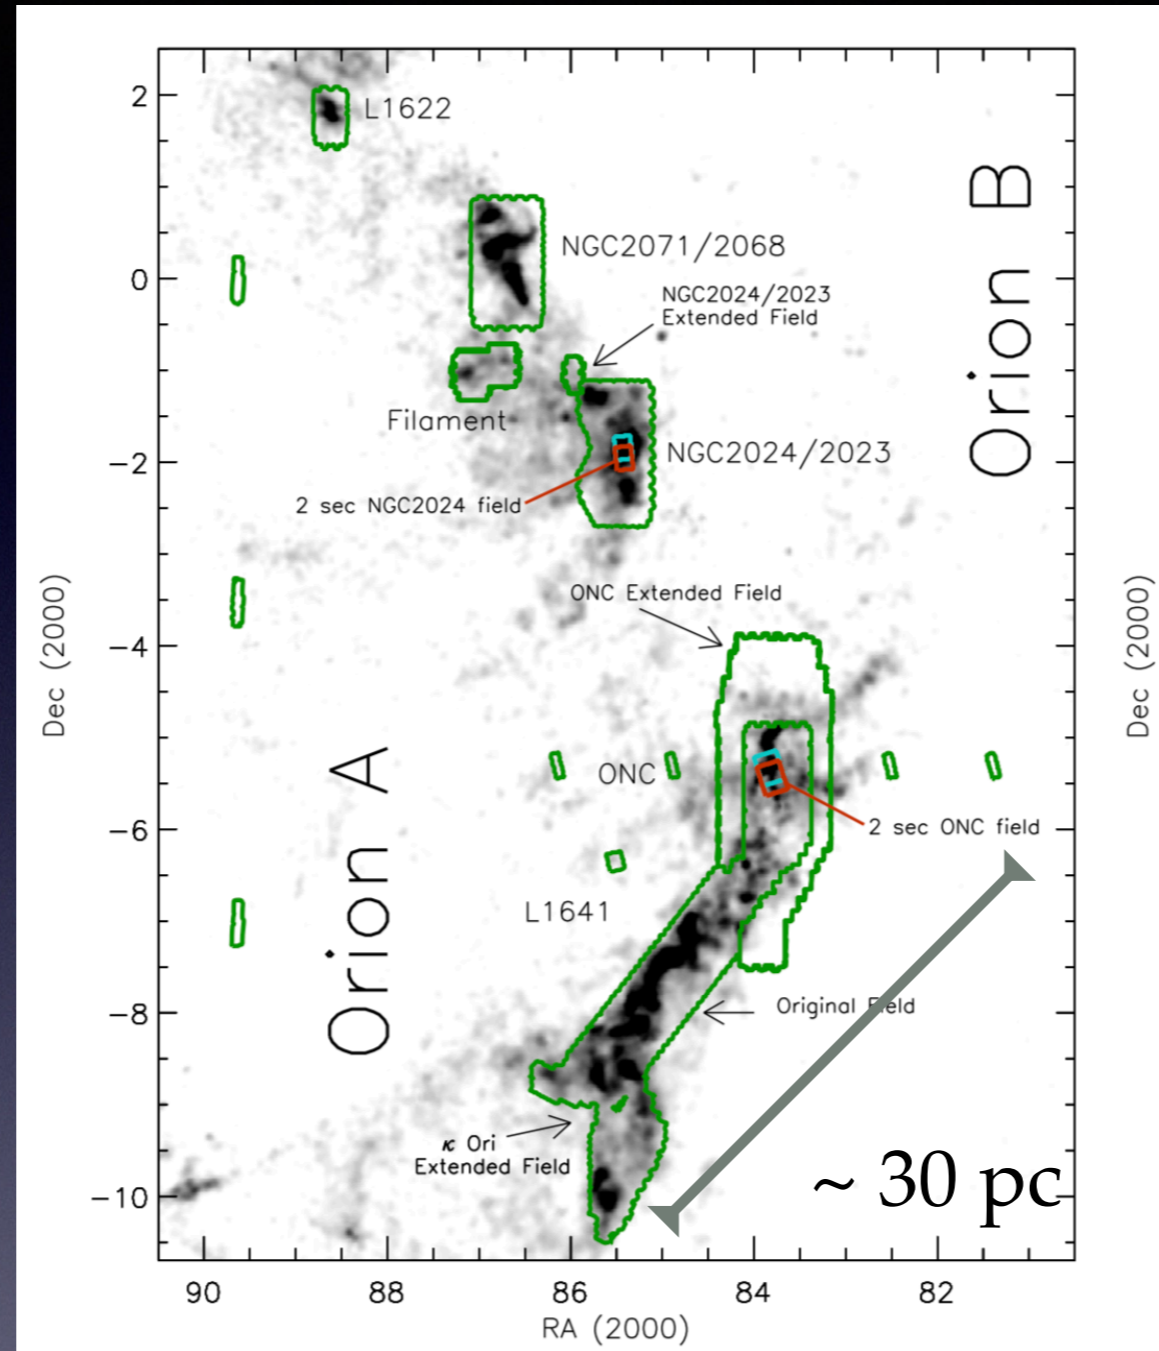 2
0
−2
−4
−6
−8
−10
Dec (2000)
L1622
NGC2071/2068
NGC2024/2023
Extended Field
Filament
NGC2024/2023
2 sec NGC2024 field
Orion B
ONC Extended Field
Dec (2000)
Orion A
ONC
2 sec ONC field
L1641
Original Field
κ Ori
Extended Field
~ 30 pc
90 88 86 84 82
RA (2000)